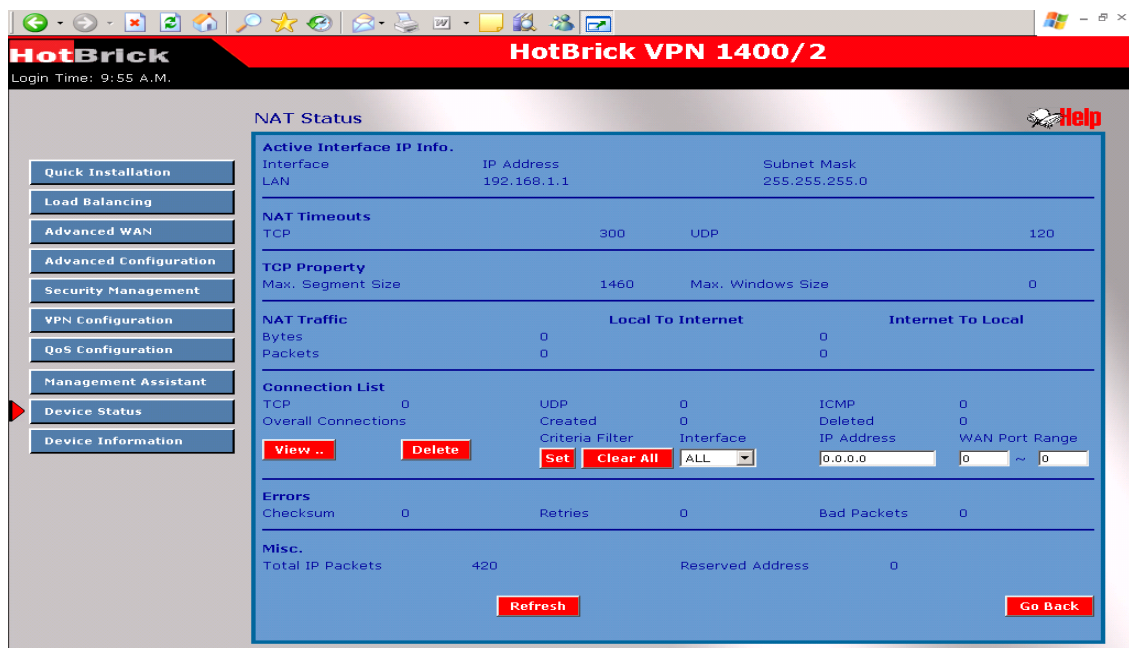 HotBrick
HotBrick VPN 1400/2
Login Time: 9:55 A.M.
NAT Status
Help
Quick Installation
Load Balancing
Advanced WAN
Advanced Configuration
Security Management
VPN Configuration
QoS Configuration
Management Assistant
Device Status
Device Information
Active Interface IP Info.
Interface IP Address Subnet Mask
LAN 192.168.1.1 255.255.255.0
NAT Timeouts
TCP 300 UDP 120
TCP Property
Max. Segment Size 1460 Max. Windows Size 0
NAT Traffic Local To Internet Internet To Local
Bytes 0 0
Packets 0 0
Connection List
TCP 0 UDP 0 ICMP 0
Overall Connections Created 0 Deleted 0
Criteria Filter Interface IP Address WAN Port Range
View .. Delete Set Clear All ALL 0.0.0.0 0 ~ 0
Errors
Checksum 0 Retries 0 Bad Packets 0
Misc.
Total IP Packets 420 Reserved Address 0
Refresh Go Back